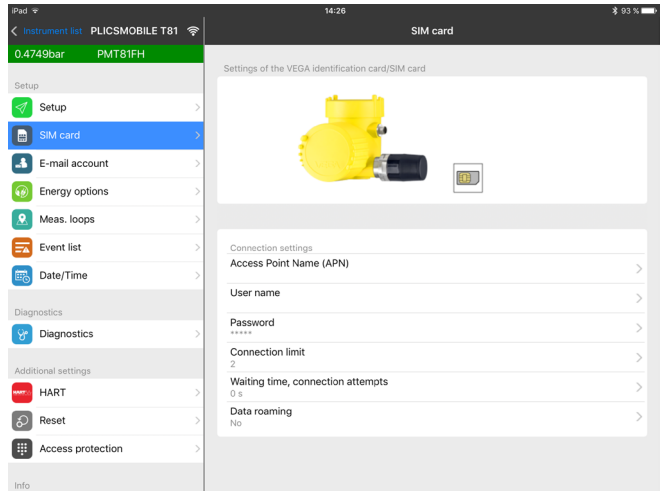 iPad 14:26 93 %
Instrument list PLICSMOBILE T81 SIM card
0.4749bar PMT81FH
Setup
Setup
SIM card
E-mail account
Energy options
Meas. loops
Event list
Date/Time
Diagnostics
Diagnostics
Additional settings
HART
HART
Reset
Access protection
Info
Settings of the VEGA identification card/SIM card
Connection settings
Access Point Name (APN)
User name
Password
*****
Connection limit
2
Waiting time, connection attempts
0 s
Data roaming
No